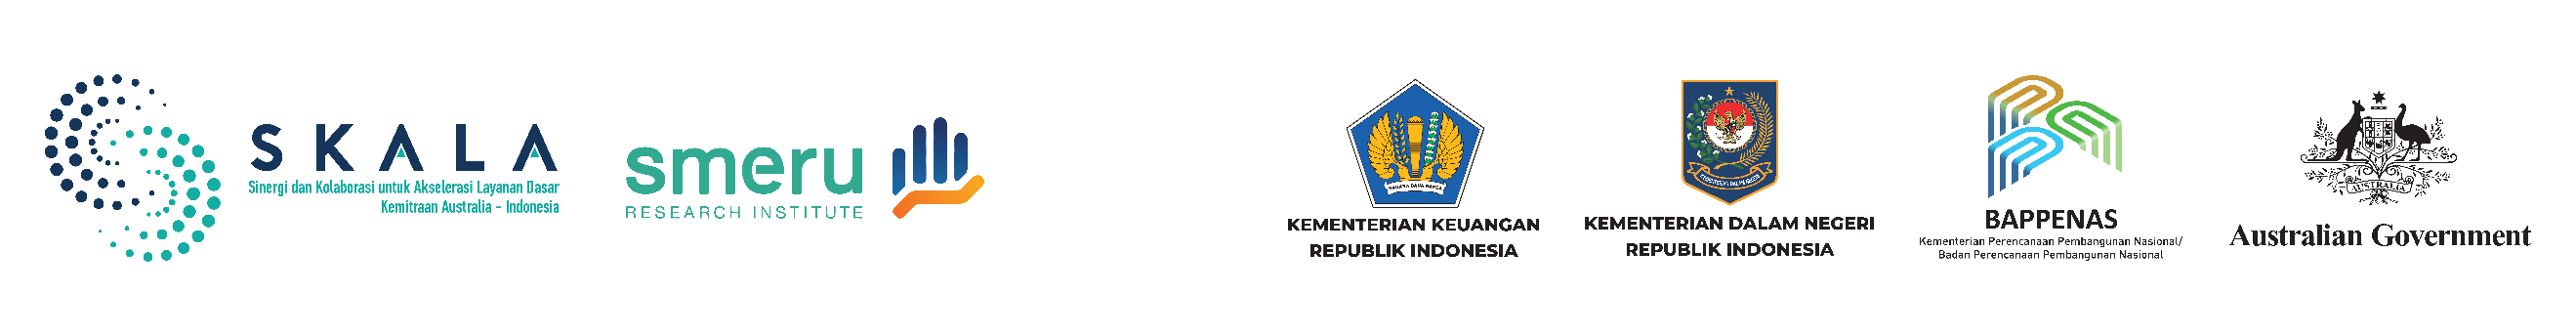 SKALA
Sinergi dan Kolaborasi untuk Akselerasi Layanan Dasar
Kemitraan Australia - Indonesia
smeru
RESEARCH INSTITUTE
KEMENTERIAN KEUANGAN
REPUBLIK INDONESIA
KEMENTERIAN DALAM NEGERI
REPUBLIK INDONESIA
BAPPENAS
Kementerian Perencanaan Pembangunan Nasional/
Badan Perencanaan Pembangunan Nasional
AUSTRALIA
Australian Government